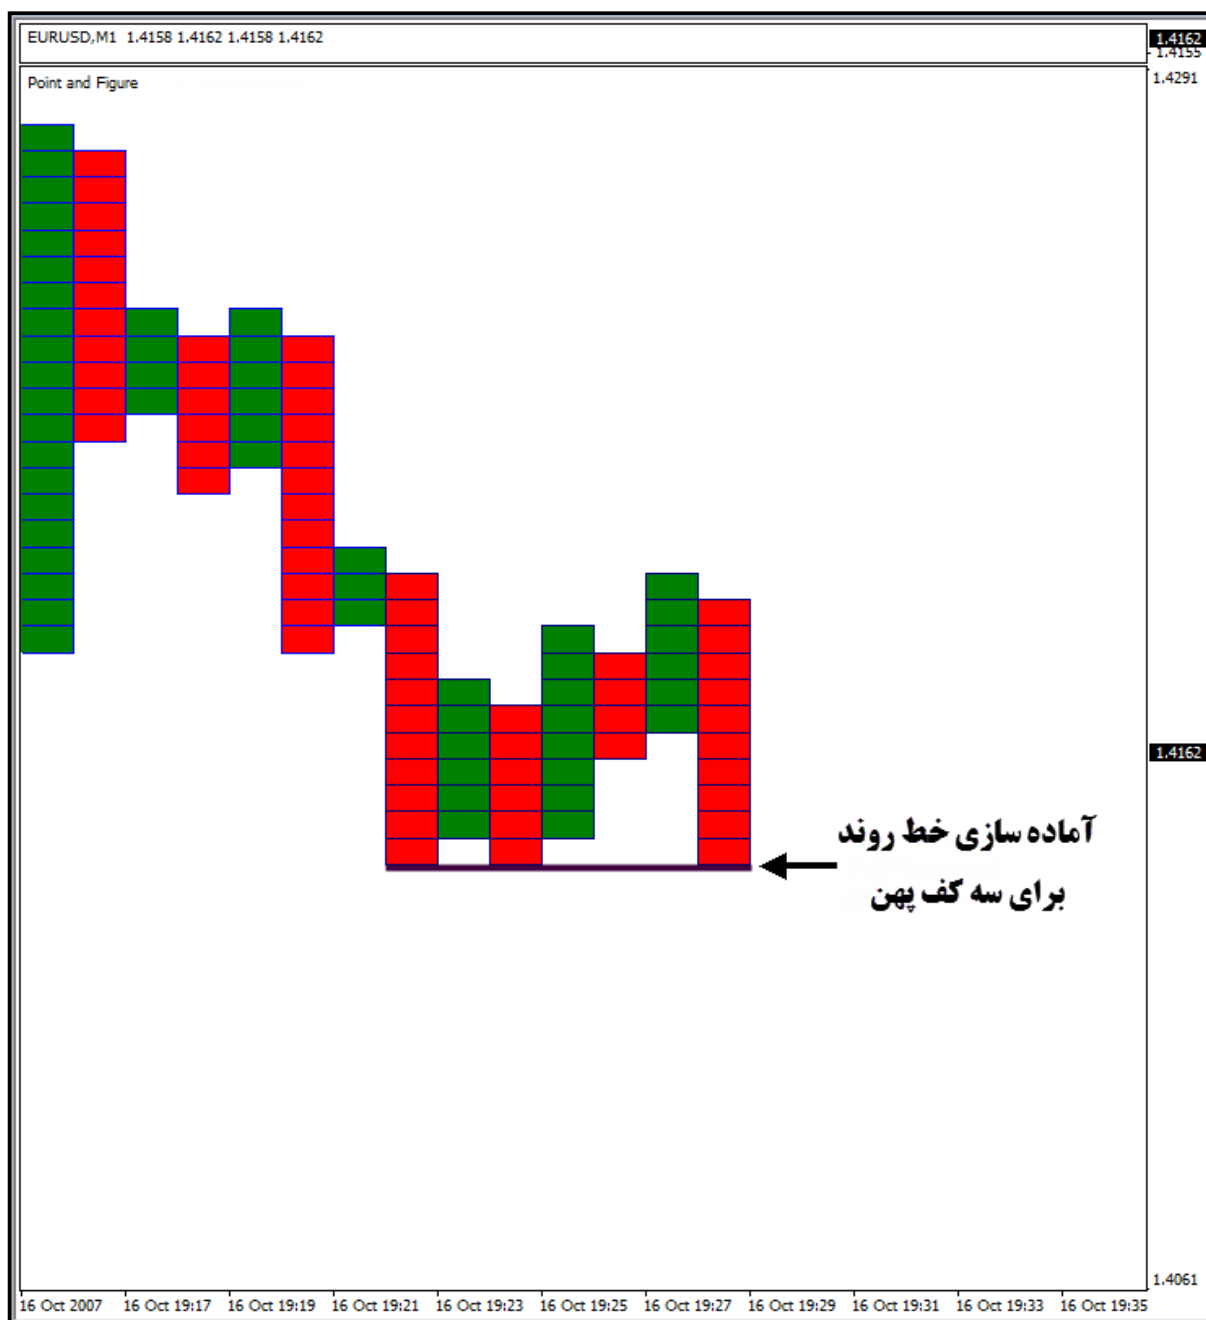 EURUSD,M1 1.4158 1.4162 1.4158 1.4162
1.4162
1.4155
1.4291
Point and Figure
1.4162
آماده سازی خط روند
برای سه کف پهن
1.4061
16 Oct 2007 16 Oct 19:17 16 Oct 19:19 16 Oct 19:21 16 Oct 19:23 16 Oct 19:25 16 Oct 19:27 16 Oct 19:29 16 Oct 19:31 16 Oct 19:33 16 Oct 19:35